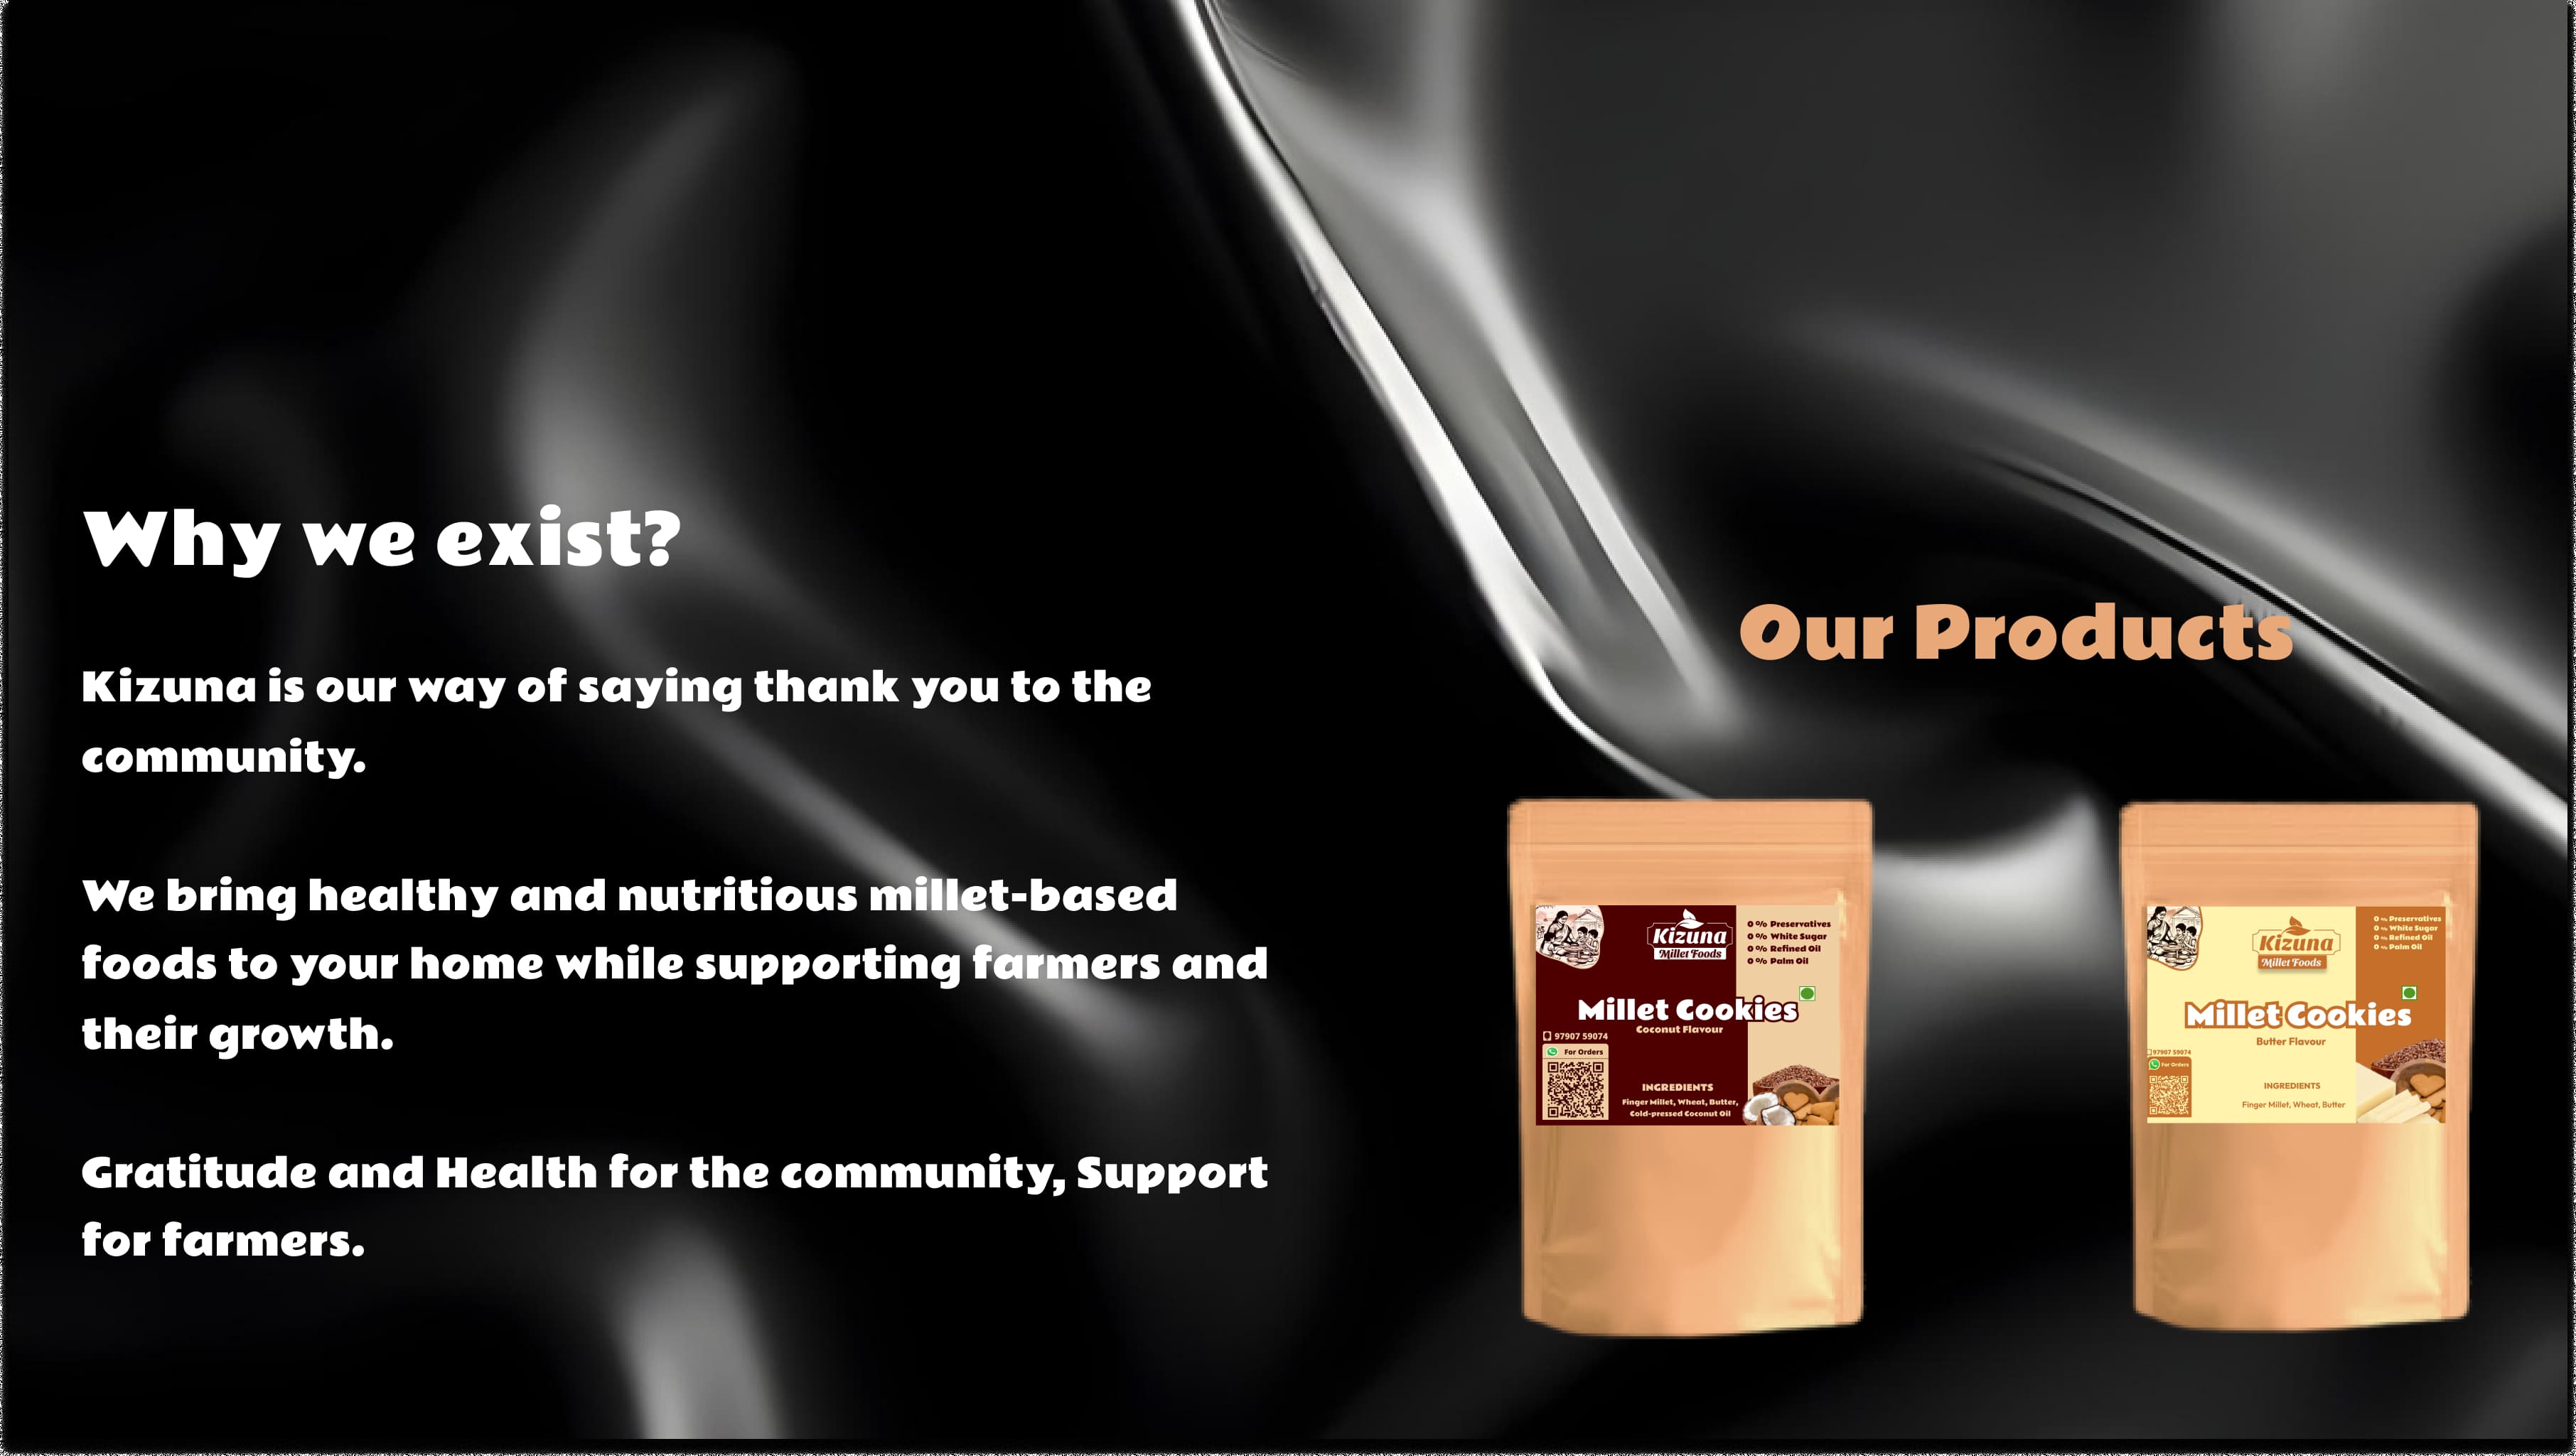 Why we exist?
Kizuna is our way of saying thank you to the
community.
We bring healthy and nutritious millet-based
foods to your home while supporting farmers and
their growth.
Gratitude and Health for the community, Support
for farmers.
Our Products
Kizuna
Millet Foods
0 % Preservatives
0 % White Sugar
0 % Refined Oil
0 % Palm Oil
Millet Cookies
Coconut Flavour
97907 59074
For Orders
INGREDIENTS
Finger Millet, Wheat, Butter,
Cold-pressed Coconut Oil
Kizuna
Millet Foods
0 % Preservatives
0 % White Sugar
0 % Refined Oil
0 % Palm Oil
Millet Cookies
Butter Flavour
97907 59074
For Orders
INGREDIENTS
Finger Millet, Wheat, Butter